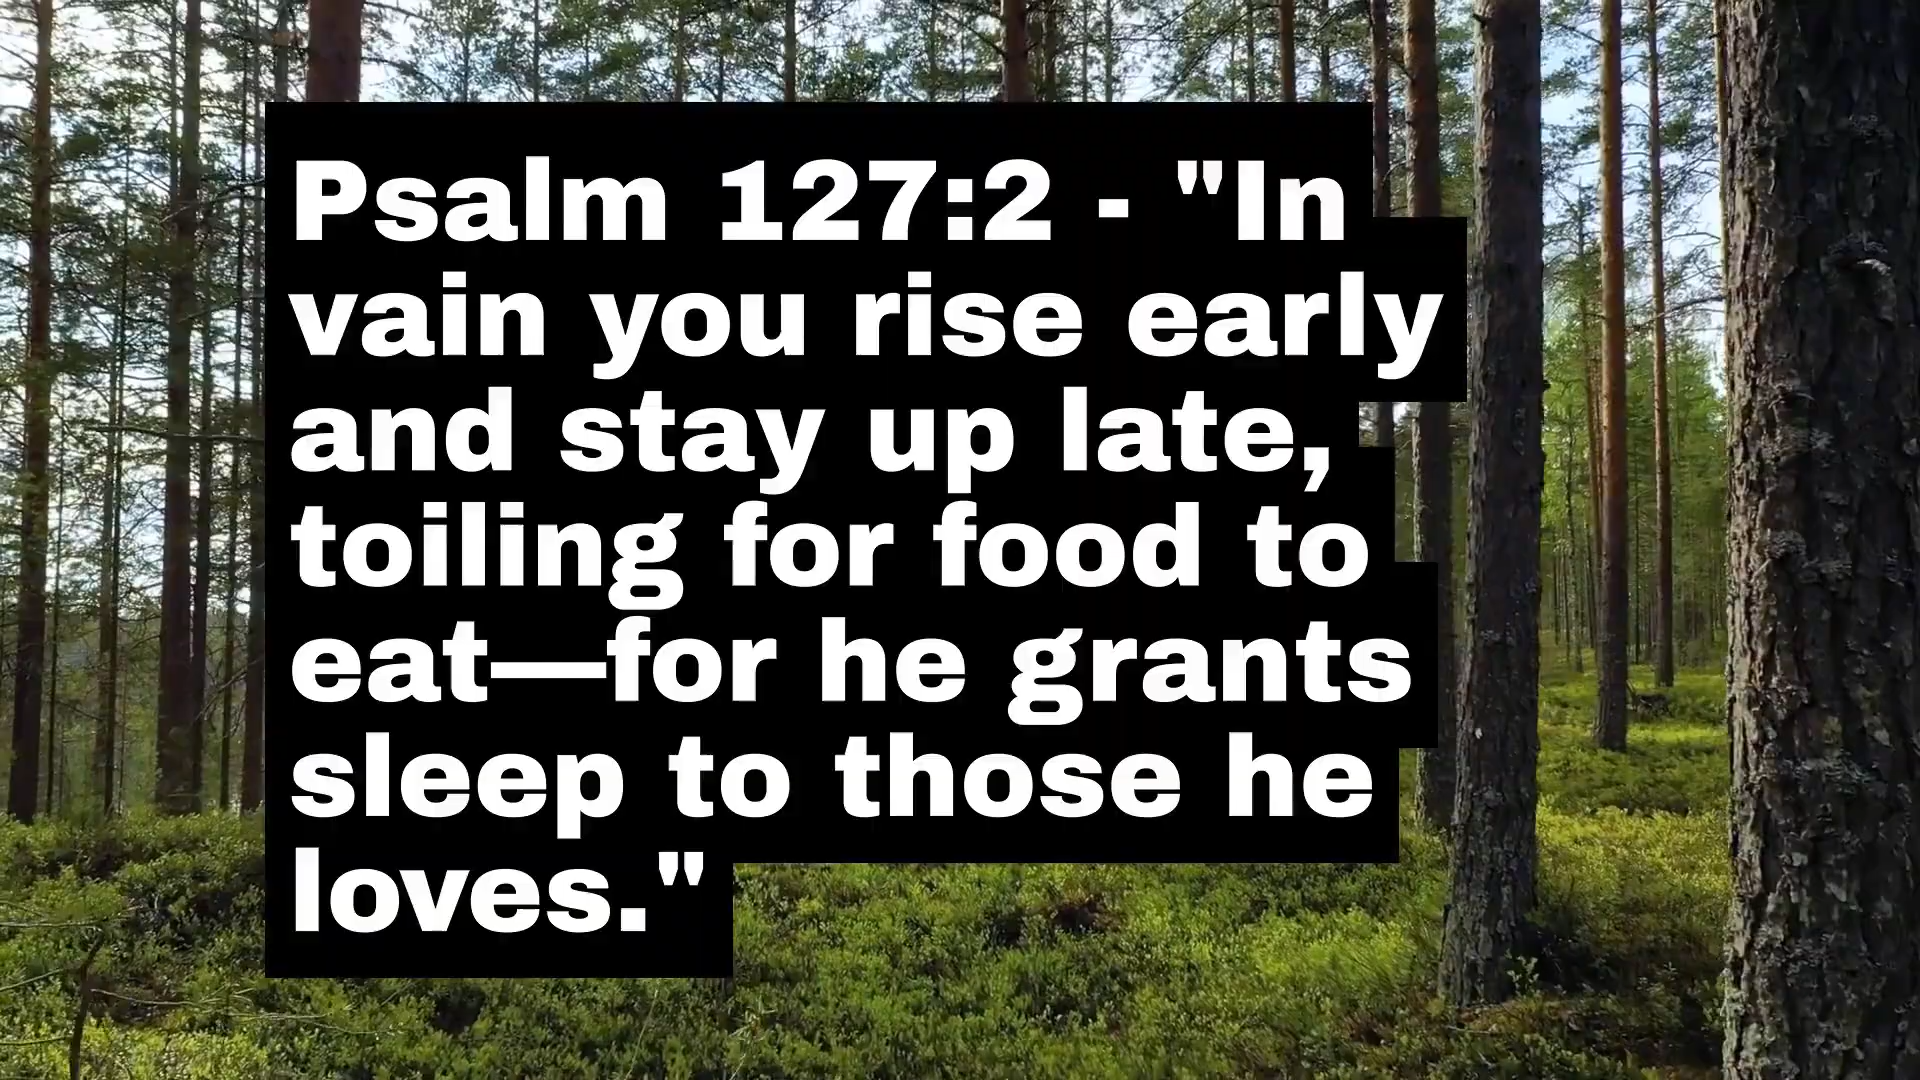 Psalm 127:2 - "In
vain you rise early
and stay up late,
toiling for food to
eat—for he grants
sleep to those he
loves."